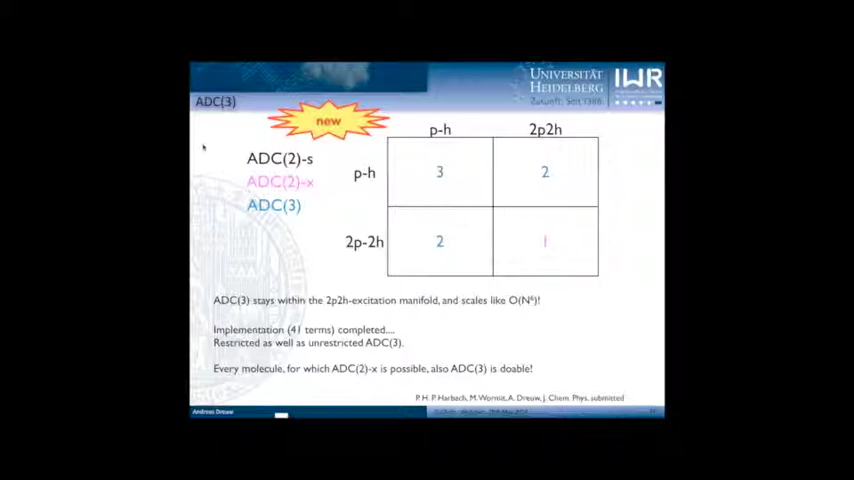 UNIVERSITÄT
HEIDELBERG
Zukunft. Seit 1386.
IWR
ADC(3)
new
p-h
2p2h
ADC(2)-s
ADC(2)-x
ADC(3)
p-h
3
2
2p-2h
2
1
ADC(3) stays within the 2p2h-excitation manifold, and scales like O(N⁶)!
Implementation (41 terms) completed....
Restricted as well as unrestricted ADC(3).
Every molecule, for which ADC(2)-x is possible, also ADC(3) is doable!
P. H. P. Harbach, M. Wormit, A. Dreuw, J. Chem. Phys. submitted
Andreas Dreuw